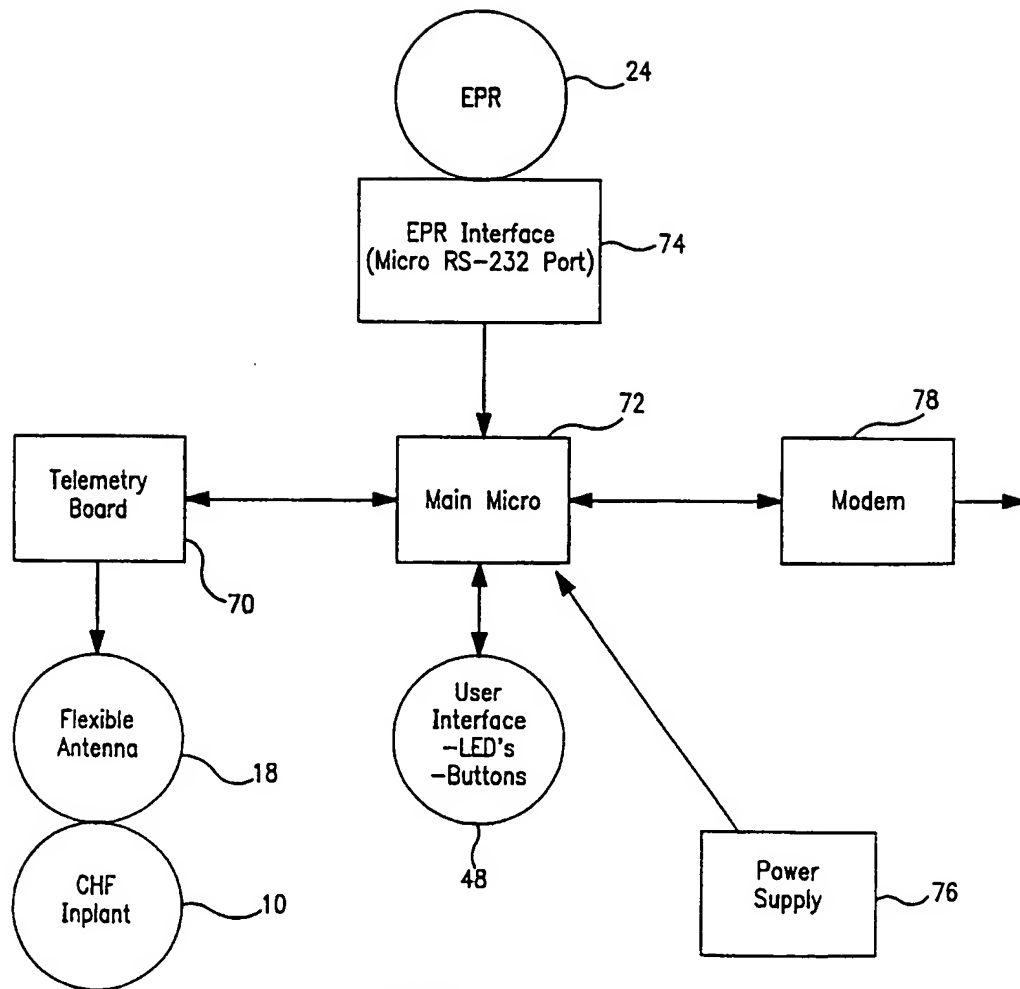 EPR
24
EPR Interface
(Micro RS-232 Port)
74
72
78
Telemetry
Board
Main Micro
Modem
70
Flexible
Antenna
18
User
Interface
-LED's
-Buttons
48
CHF
Inplant
10
Power
Supply
76